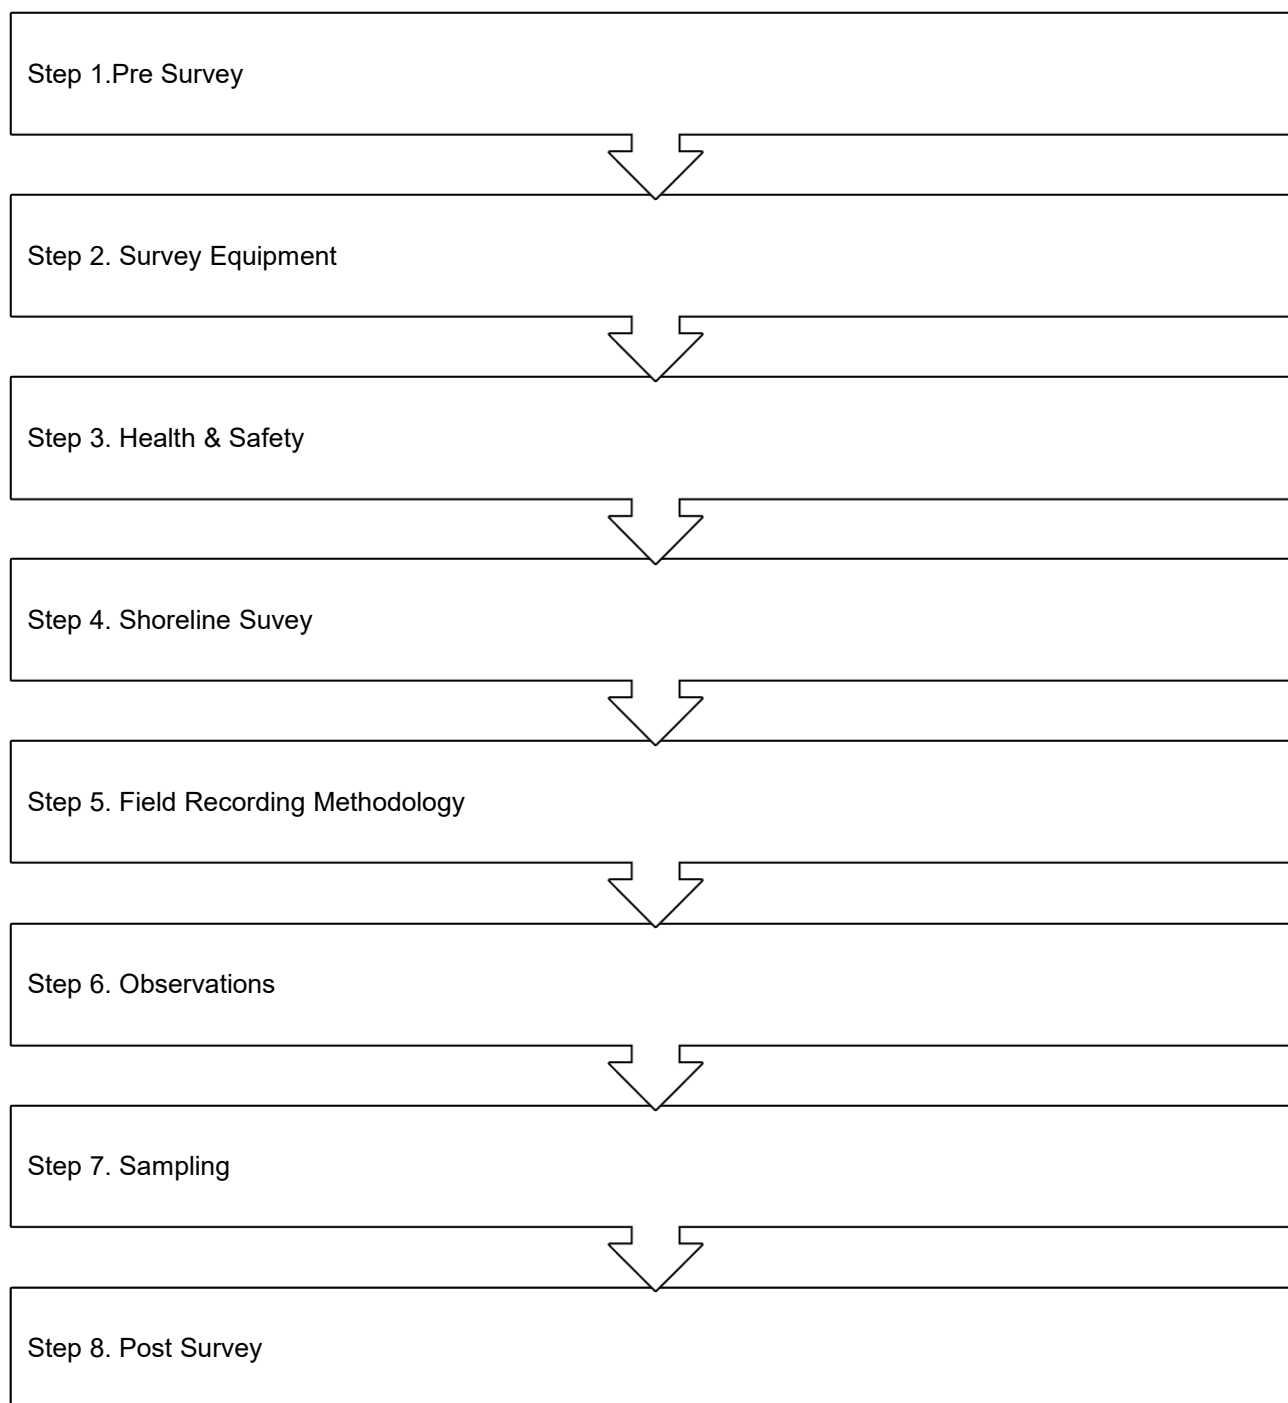 Step 1.Pre Survey
Step 2. Survey Equipment
Step 3. Health & Safety
Step 4. Shoreline Suvey
Step 5. Field Recording Methodology
Step 6. Observations
Step 7. Sampling
Step 8. Post Survey